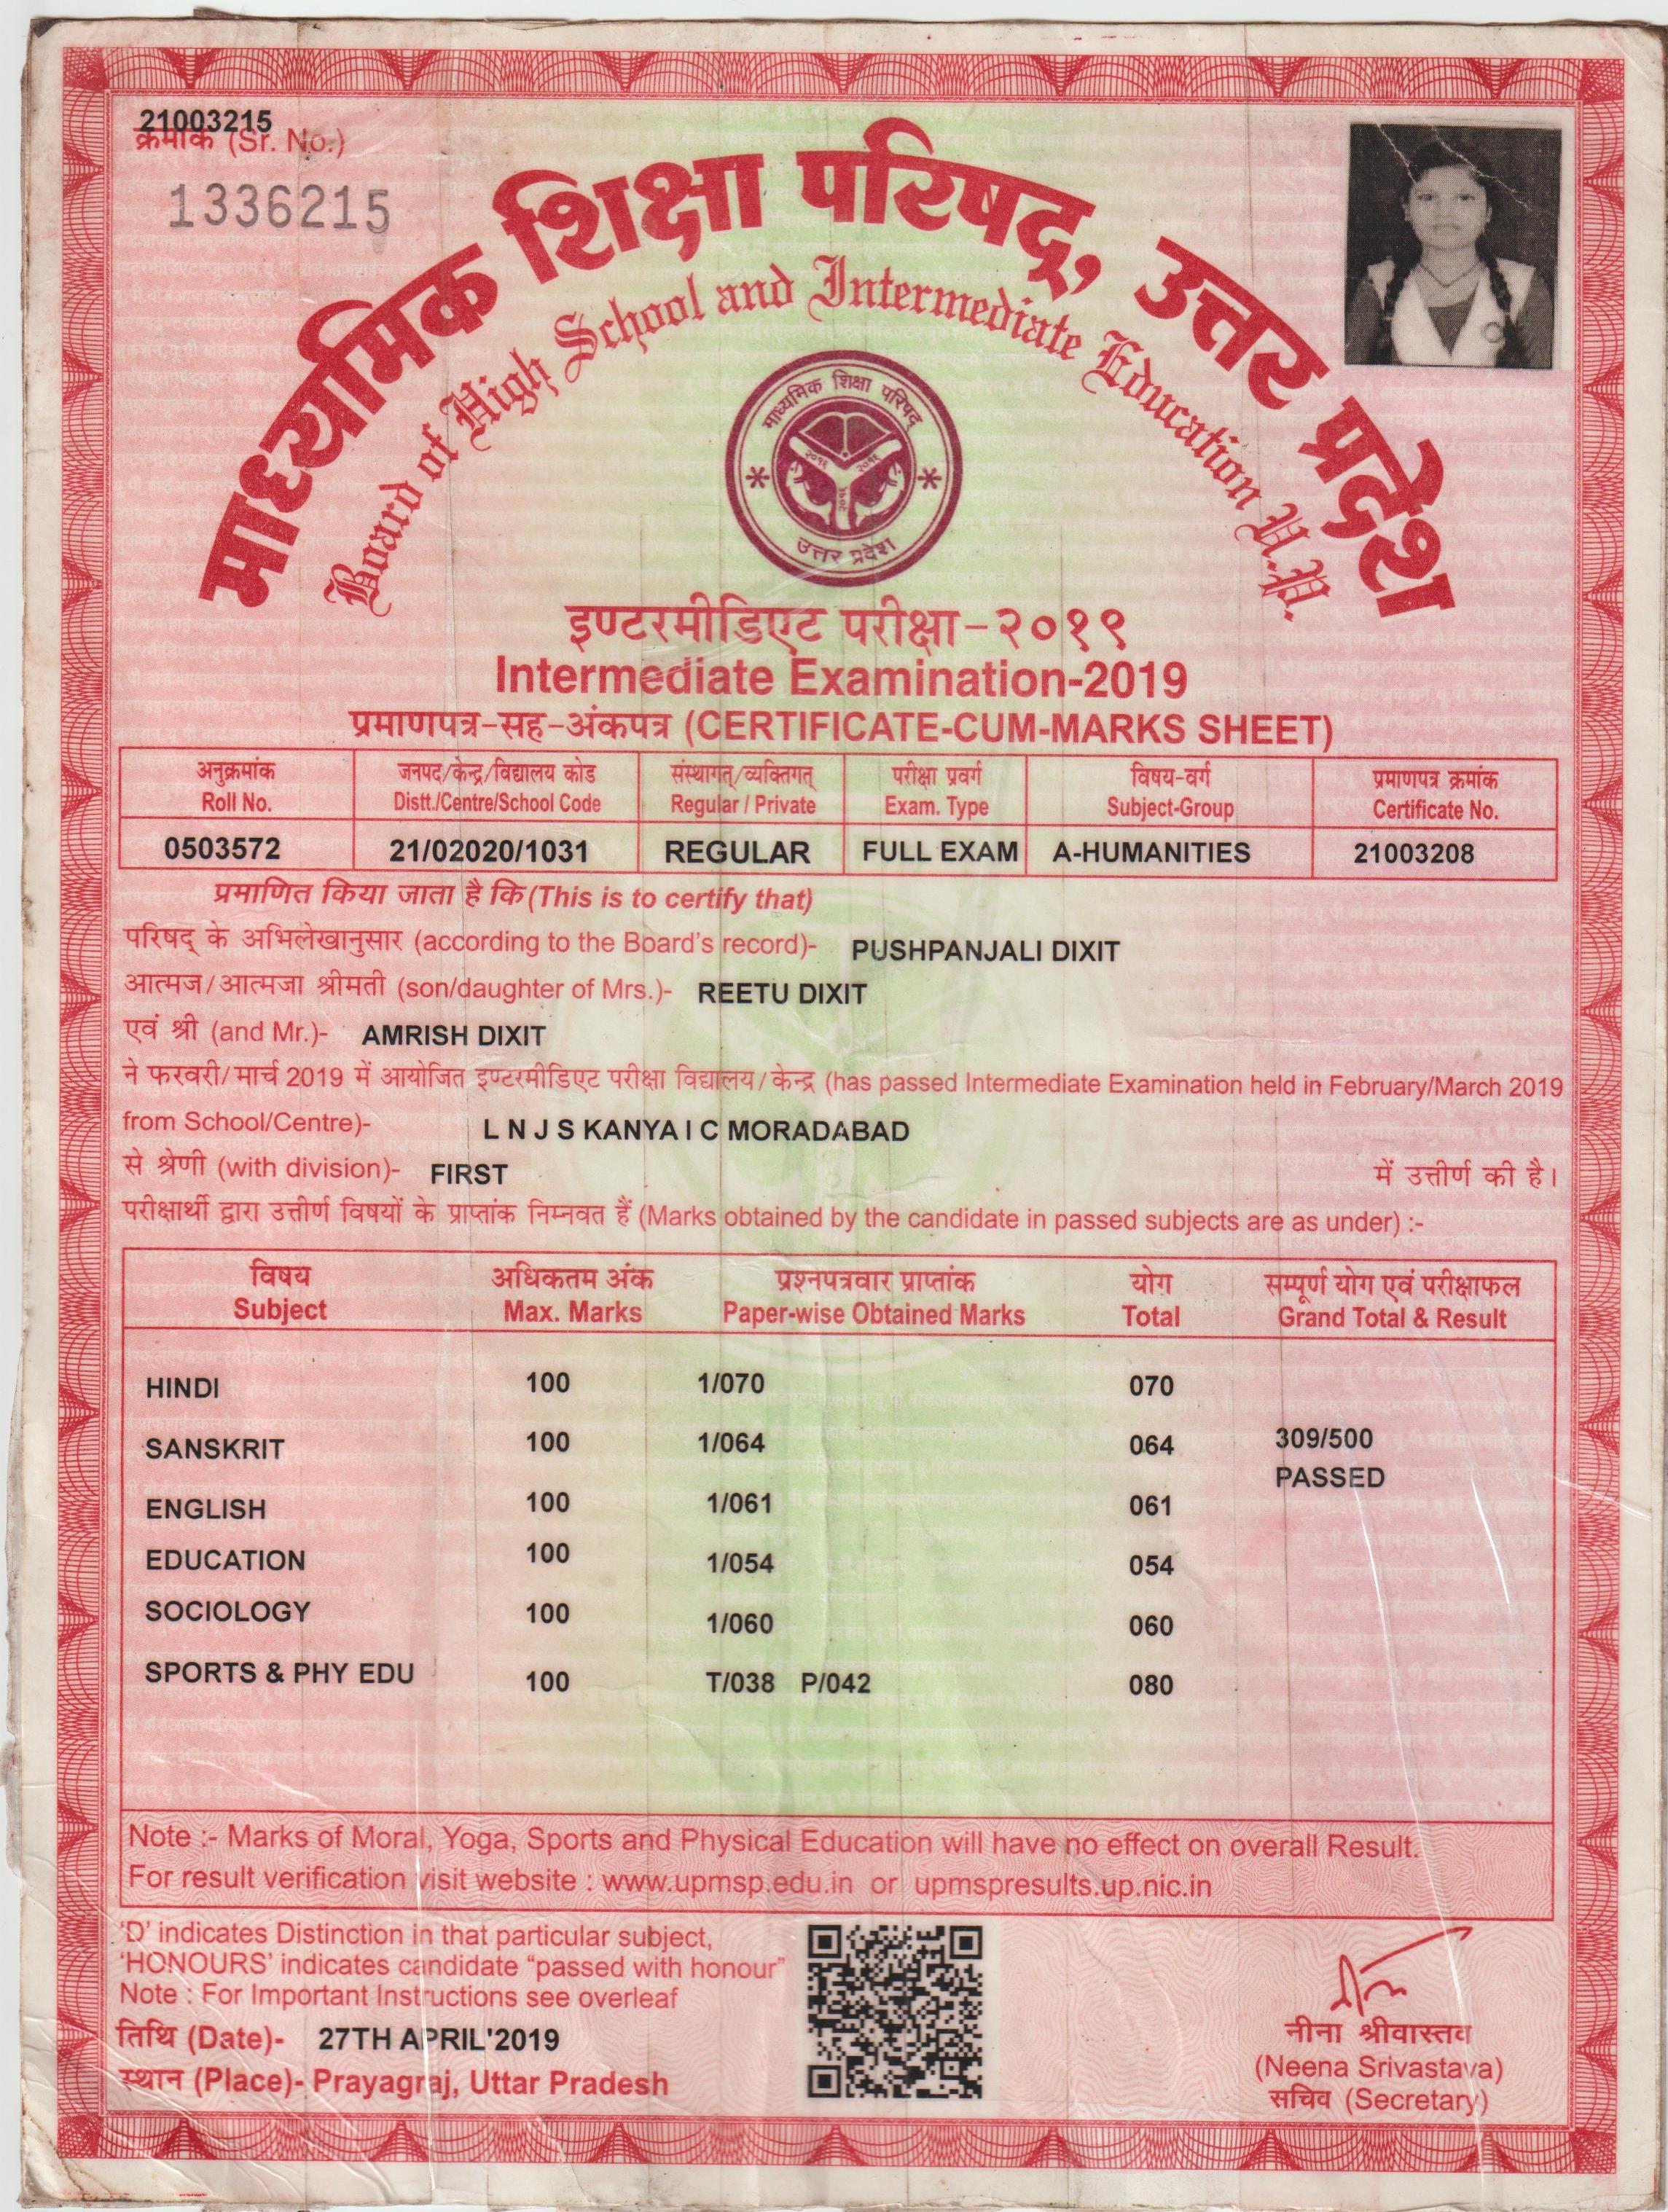 21003215
क्रमांक (Sr. No.)
1336215
माध्यमिक शिक्षा परिषद्, उत्तर प्रदेश
Board of High School and Intermediate Education U.P.
माध्यमिक शिक्षा परिषद्
उत्तर प्रदेश
इण्टरमीडिएट परीक्षा-२०१९
Intermediate Examination-2019
प्रमाणपत्र-सह-अंकपत्र (CERTIFICATE-CUM-MARKS SHEET)
अनुक्रमांक जनपद/केन्द्र/विद्यालय कोड संस्थागत्/व्यक्तिगत् परीक्षा प्रवर्ग विषय-वर्ग प्रमाणपत्र क्रमांक
Roll No. Distt./Centre/School Code Regular / Private Exam. Type Subject-Group Certificate No.
0503572 21/02020/1031 REGULAR FULL EXAM A-HUMANITIES 21003208
प्रमाणित किया जाता है कि (This is to certify that)
परिषद् के अभिलेखानुसार (according to the Board's record)- PUSHPANJALI DIXIT
आत्मज/आत्मजा श्रीमती (son/daughter of Mrs.)- REETU DIXIT
एवं श्री (and Mr.)- AMRISH DIXIT
ने फरवरी/मार्च 2019 में आयोजित इण्टरमीडिएट परीक्षा विद्यालय/केन्द्र (has passed Intermediate Examination held in February/March 2019
from School/Centre)- L N J S KANYA I C MORADABAD
से श्रेणी (with division)- FIRST में उत्तीर्ण की है।
परीक्षार्थी द्वारा उत्तीर्ण विषयों के प्राप्तांक निम्नवत हैं (Marks obtained by the candidate in passed subjects are as under) :-
विषय अधिकतम अंक प्रश्नपत्रवार प्राप्तांक योग सम्पूर्ण योग एवं परीक्षाफल
Subject Max. Marks Paper-wise Obtained Marks Total Grand Total & Result
HINDI 100 1/070 070
SANSKRIT 100 1/064 064 309/500
PASSED
ENGLISH 100 1/061 061
EDUCATION 100 1/054 054
SOCIOLOGY 100 1/060 060
SPORTS & PHY EDU 100 T/038 P/042 080
Note :- Marks of Moral, Yoga, Sports and Physical Education will have no effect on overall Result.
For result verification visit website : www.upmsp.edu.in or upmspresults.up.nic.in
'D' indicates Distinction in that particular subject,
'HONOURS' indicates candidate "passed with honour"
Note : For Important Instructions see overleaf
तिथि (Date)- 27TH APRIL'2019
स्थान (Place)- Prayagraj, Uttar Pradesh
नीना श्रीवास्तव
(Neena Srivastava)
सचिव (Secretary)